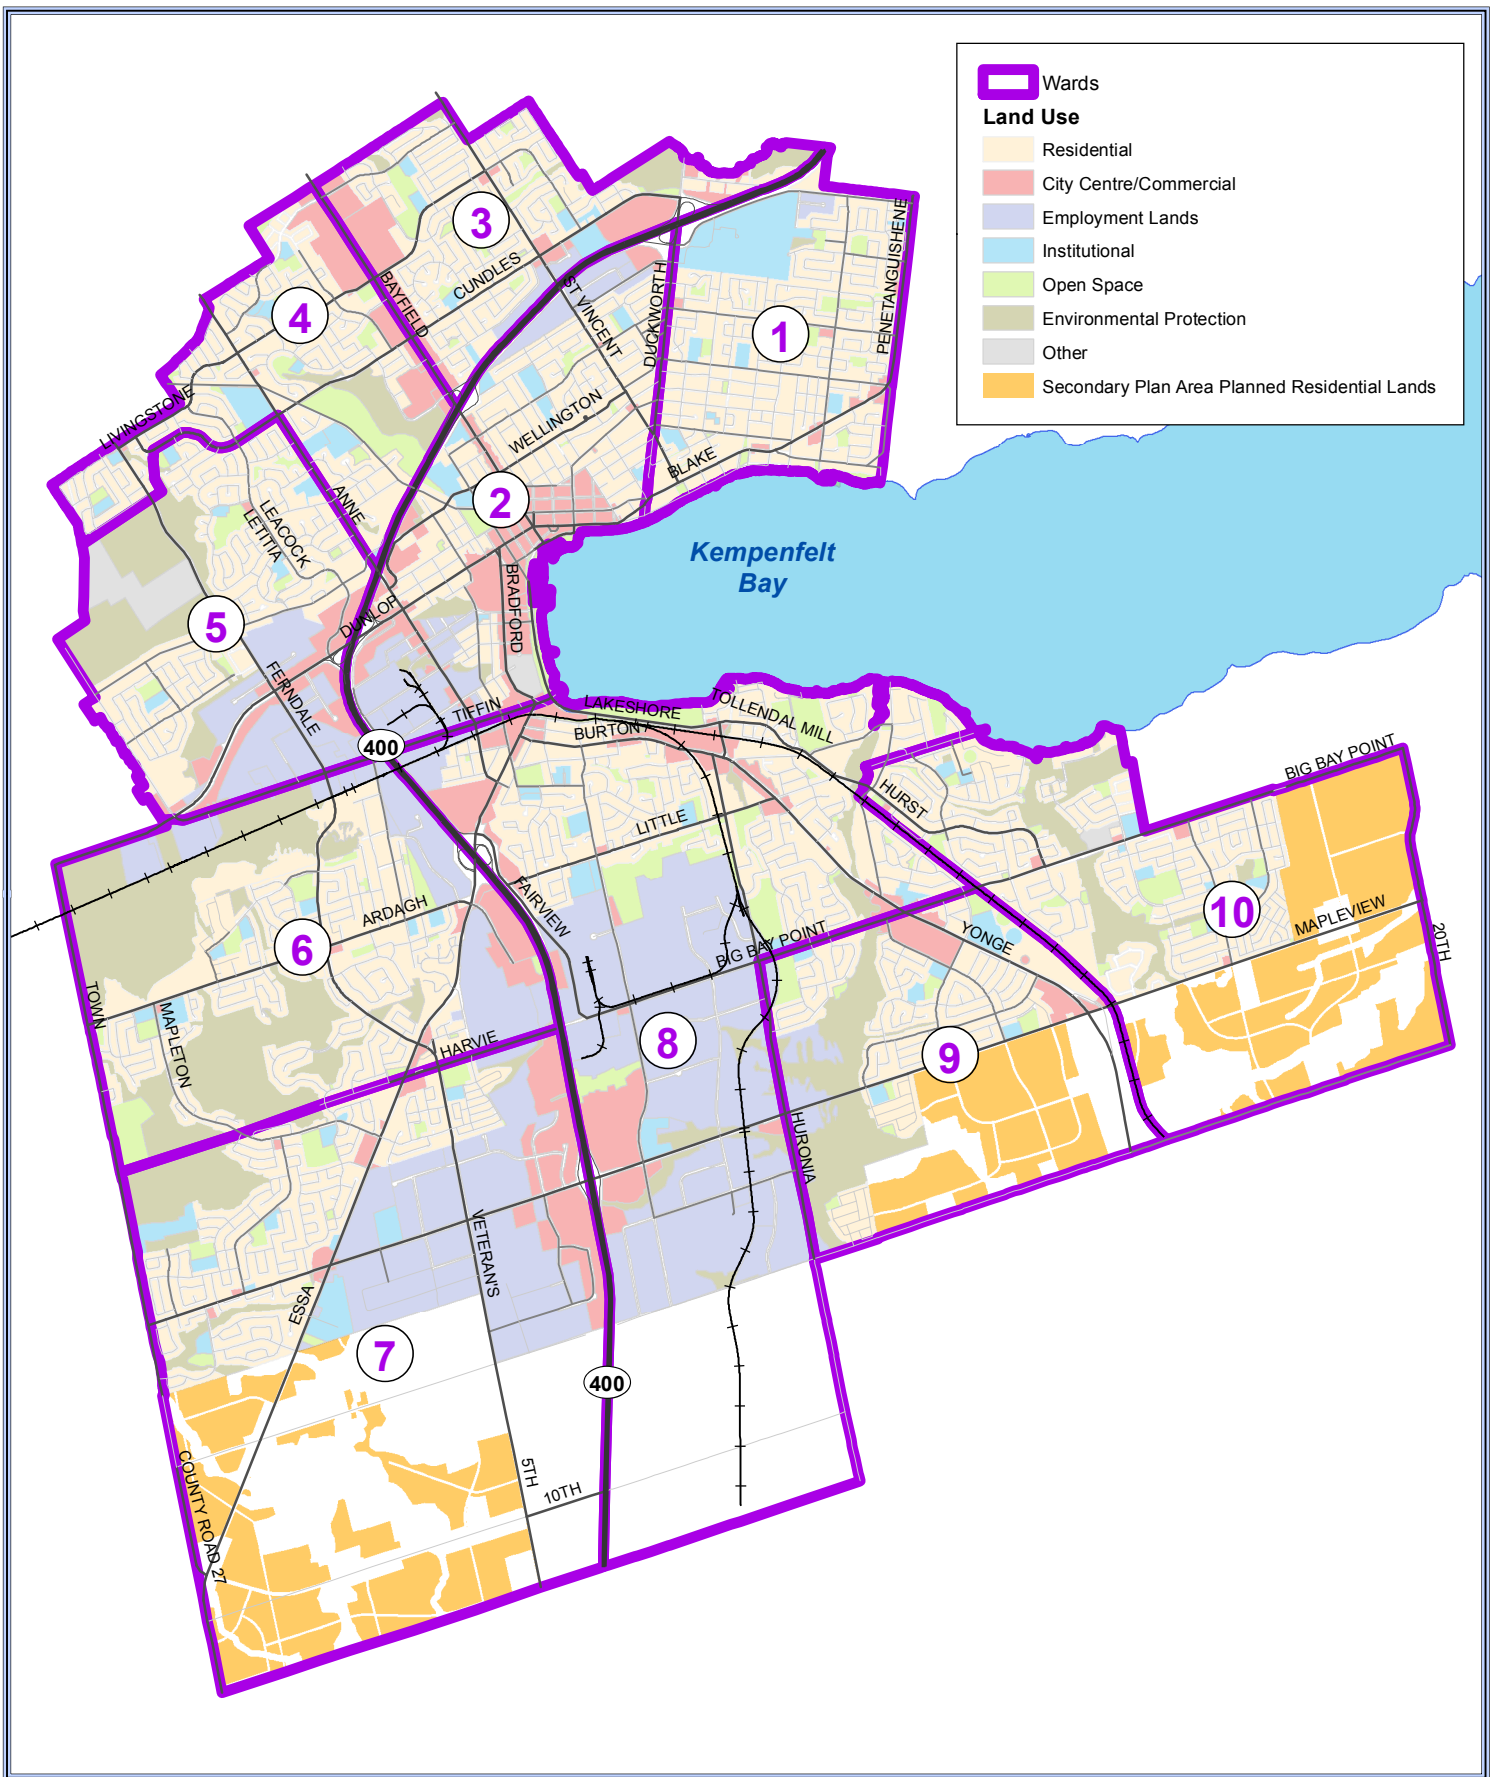 Wards
Land Use
Residential
City Centre/Commercial
Employment Lands
Institutional
Open Space
Environmental Protection
Other
Secondary Plan Area Planned Residential Lands
3
CUNDLES
BAYFIELD
ST VINCENT
DUCKWORTH
PENETANGUISHENE
4
1
LIVINGSTONE
WELLINGTON
BLAKE
2
ANNE
LEACOCK
LETITIA
Kempenfelt
Bay
BRADFORD
DUNLOP
5
FERNDALE
TIFFIN
LAKESHORE
TOLLENDAL MILL
BURTON
400
BIG BAY POINT
HURST
LITTLE
FAIRVIEW
ARDAGH
10
MAPLEVIEW
20TH
6
YONGE
BIG BAY POINT
TOWN
MAPLETON
HARVIE
8
9
HURONIA
VETERAN'S
ESSA
7
400
5TH
10TH
COUNTY ROAD 27